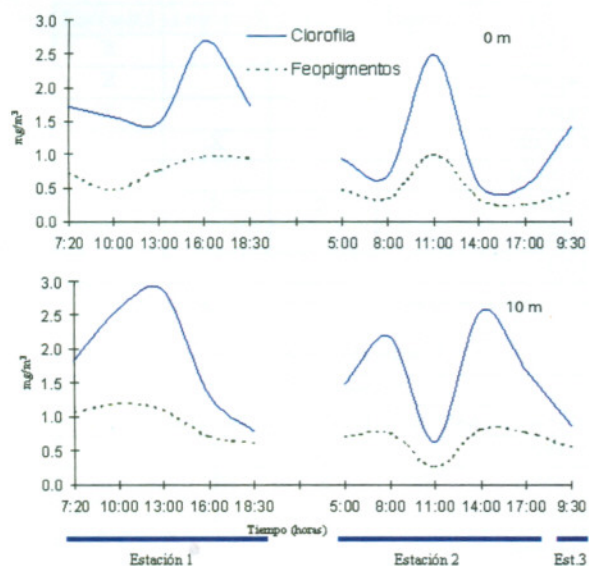 3.0
Clorofila
0 m
2.5
Feopigmentos
2.0
mg/m³
1.5
1.0
0.5
0.0
7:20 10:00 13:00 16:00 18:30 5:00 8:00 11:00 14:00 17:00 9:30
3.0
10 m
2.5
2.0
mg/m³
1.5
1.0
0.5
0.0
7:20 10:00 13:00 16:00 18:30 5:00 8:00 11:00 14:00 17:00 9:30
Tiempo (horas)
Estación 1 Estación 2 Est.3